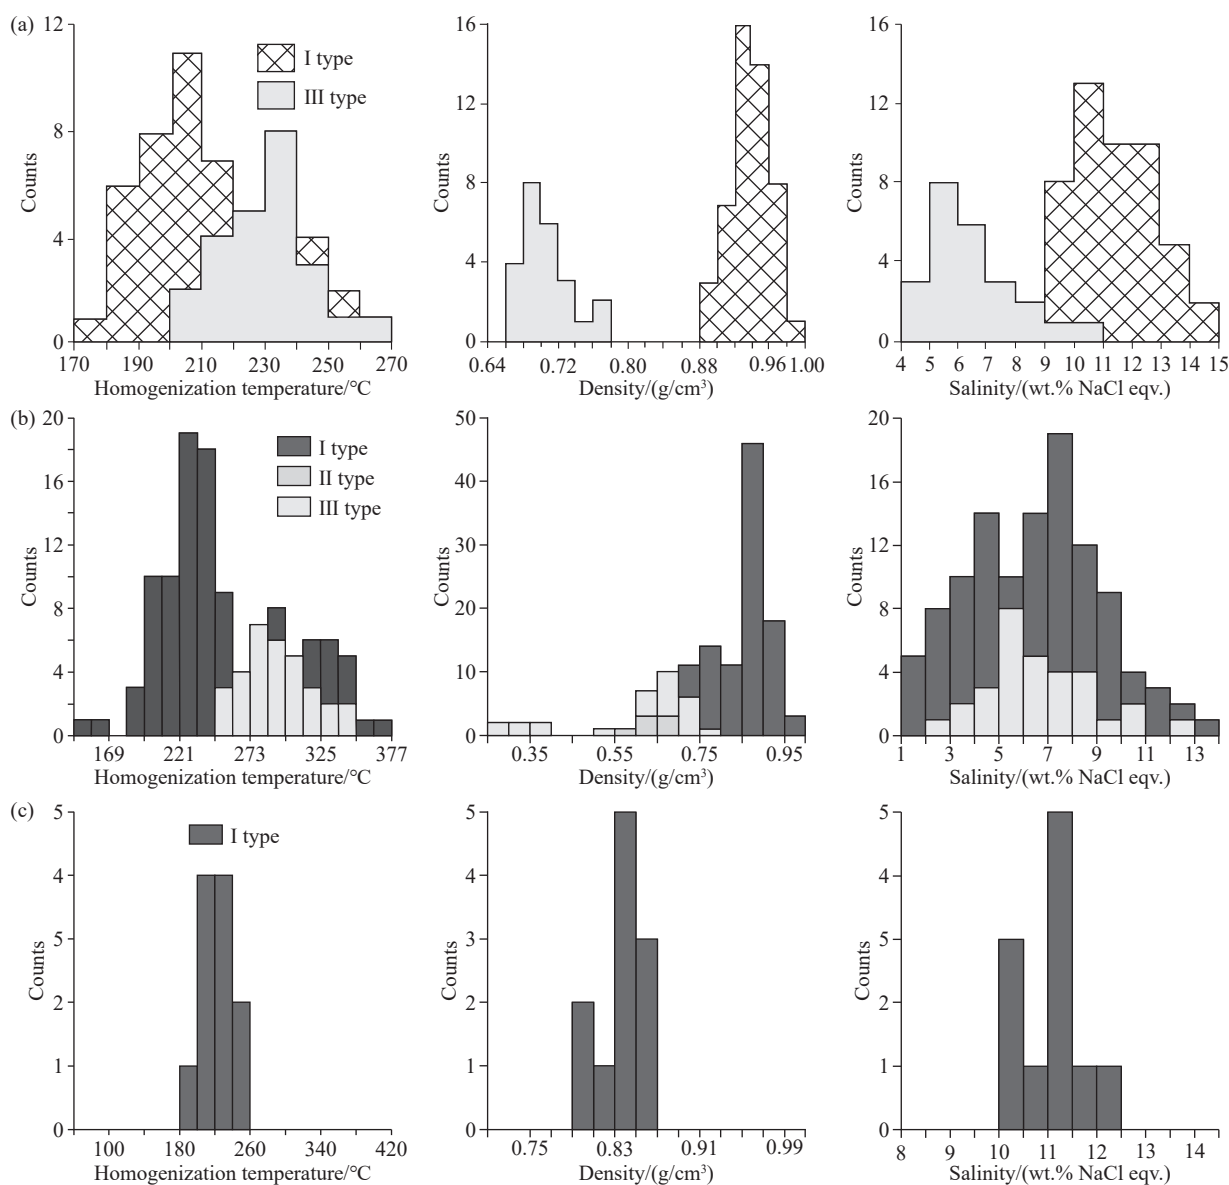 (a)
12
8
4
0
Counts
170 190 210 230 250 270
Homogenization temperature/°C
I type
III type
16
12
8
4
0
Counts
0.64 0.72 0.80 0.88 0.96 1.00
Density/(g/cm³)
16
12
8
4
0
Counts
4 5 6 7 8 9 10 11 12 13 14 15
Salinity/(wt.% NaCl eqv.)
(b)
20
16
12
8
4
0
Counts
169 221 273 325 377
Homogenization temperature/°C
I type
II type
III type
50
40
30
20
10
0
Counts
0.35 0.55 0.75 0.95
Density/(g/cm³)
20
16
12
8
4
0
Counts
1 3 5 7 9 11 13
Salinity/(wt.% NaCl eqv.)
(c)
5
4
5
2
1
0
Counts
100 180 260 340 420
Homogenization temperature/°C
I type
5
4
3
2
1
0
Counts
0.75 0.83 0.91 0.99
Density/(g/cm³)
5
4
5
2
1
0
Counts
8 9 10 11 12 13 14
Salinity/(wt.% NaCl eqv.)